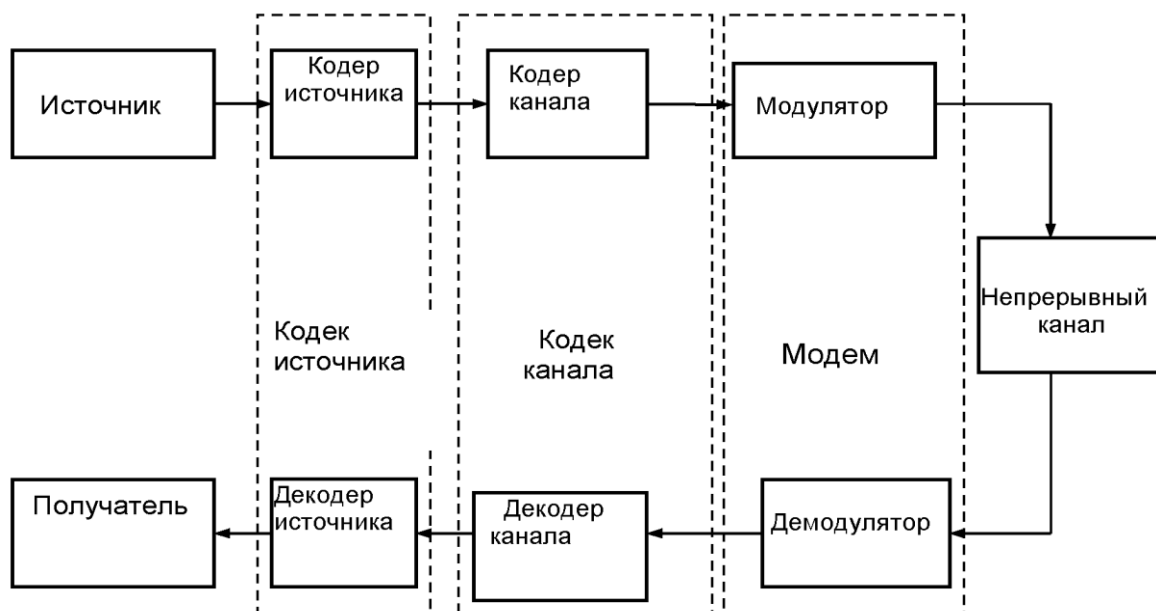 Источник
Кодер
источника
Кодер
канала
Модулятор
Непрерывный
канал
Кодек
источника
Кодек
канала
Модем
Получатель
Декодер
источника
Декодер
канала
Демодулятор